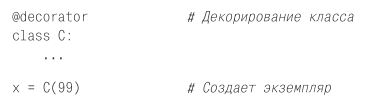 @decorator # Декорирование класса
class C:
    ...
x = C(99) # Создает экземпляр